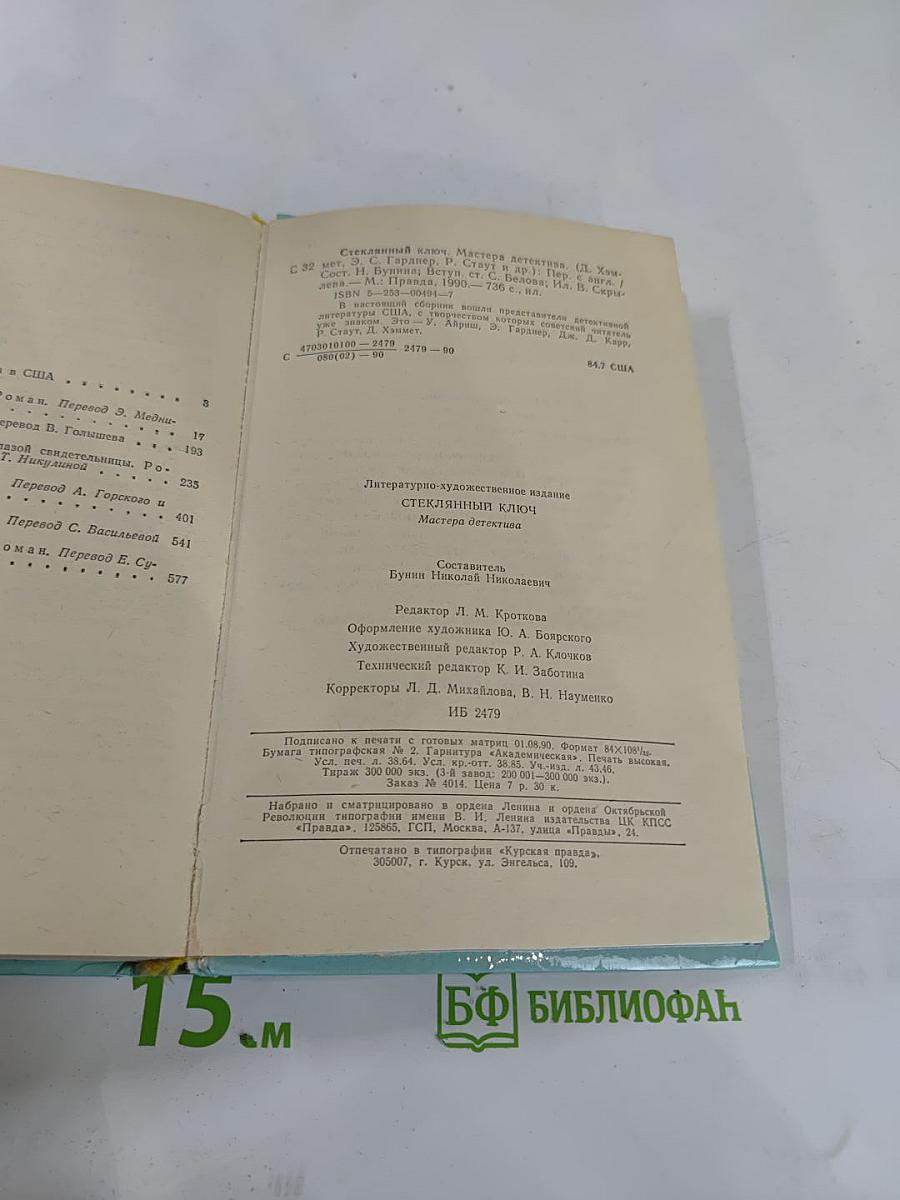 а в США . . . . . . . . 3
оман. Перевод Э. Медни-
. . . . . . . . . . 17
еревод В. Голышева . . . 193
лазой свидетельницы. Ро-
Т. Никулиной . . . . . 235
Перевод А. Горского и
. . . . . . . . . . 401
Перевод С. Васильевой 541
оман. Перевод Е. Су-
. . . . . . . . . . 577
Стеклянный ключ. Мастера детектива. (Д. Хэм-
С 32 мет, Э. С. Гарднер, Р. Стаут и др.): Пер. с англ. /
Сост. Н. Бунина; Вступ. ст. С. Белова; Ил. В. Скры-
лева.— М.: Правда, 1990.— 736 с., ил.
ISBN 5—253—00494—7
В настоящий сборник вошли представители детективной
литературы США, с творчеством которых советский читатель
уже знаком. Это — У. Айриш, Э. Гарднер, Дж. Д. Карр,
Р. Стаут, Д. Хэммет.
С 4703010100—2479 2479—90
080(02)—90
84.7 США
Литературно-художественное издание
СТЕКЛЯННЫЙ КЛЮЧ
Мастера детектива
Составитель
Бунин Николай Николаевич
Редактор Л. М. Кроткова
Оформление художника Ю. А. Боярского
Художественный редактор Р. А. Клочков
Технический редактор К. И. Заботина
Корректоры Л. Д. Михайлова, В. Н. Науменко
ИБ 2479
Подписано к печати с готовых матриц 01.08.90. Формат 84×108¹/₃₂.
Бумага типографская № 2. Гарнитура «Академическая». Печать высокая.
Усл. печ. л. 38.64. Усл. кр.-отт. 38.85. Уч.-изд. л. 43,46.
Тираж 300 000 экз. (3-й завод: 200 001—300 000 экз.).
Заказ № 4014. Цена 7 р. 30 к.
Набрано и сматрицировано в ордена Ленина и ордена Октябрьской
Революции типографии имени В. И. Ленина издательства ЦК КПСС
«Правда». 125865, ГСП, Москва, А-137, улица «Правды», 24.
Отпечатано в типографии «Курская правда».
305007, г. Курск, ул. Энгельса, 109.
15 см
БФ БИБЛИОФАН